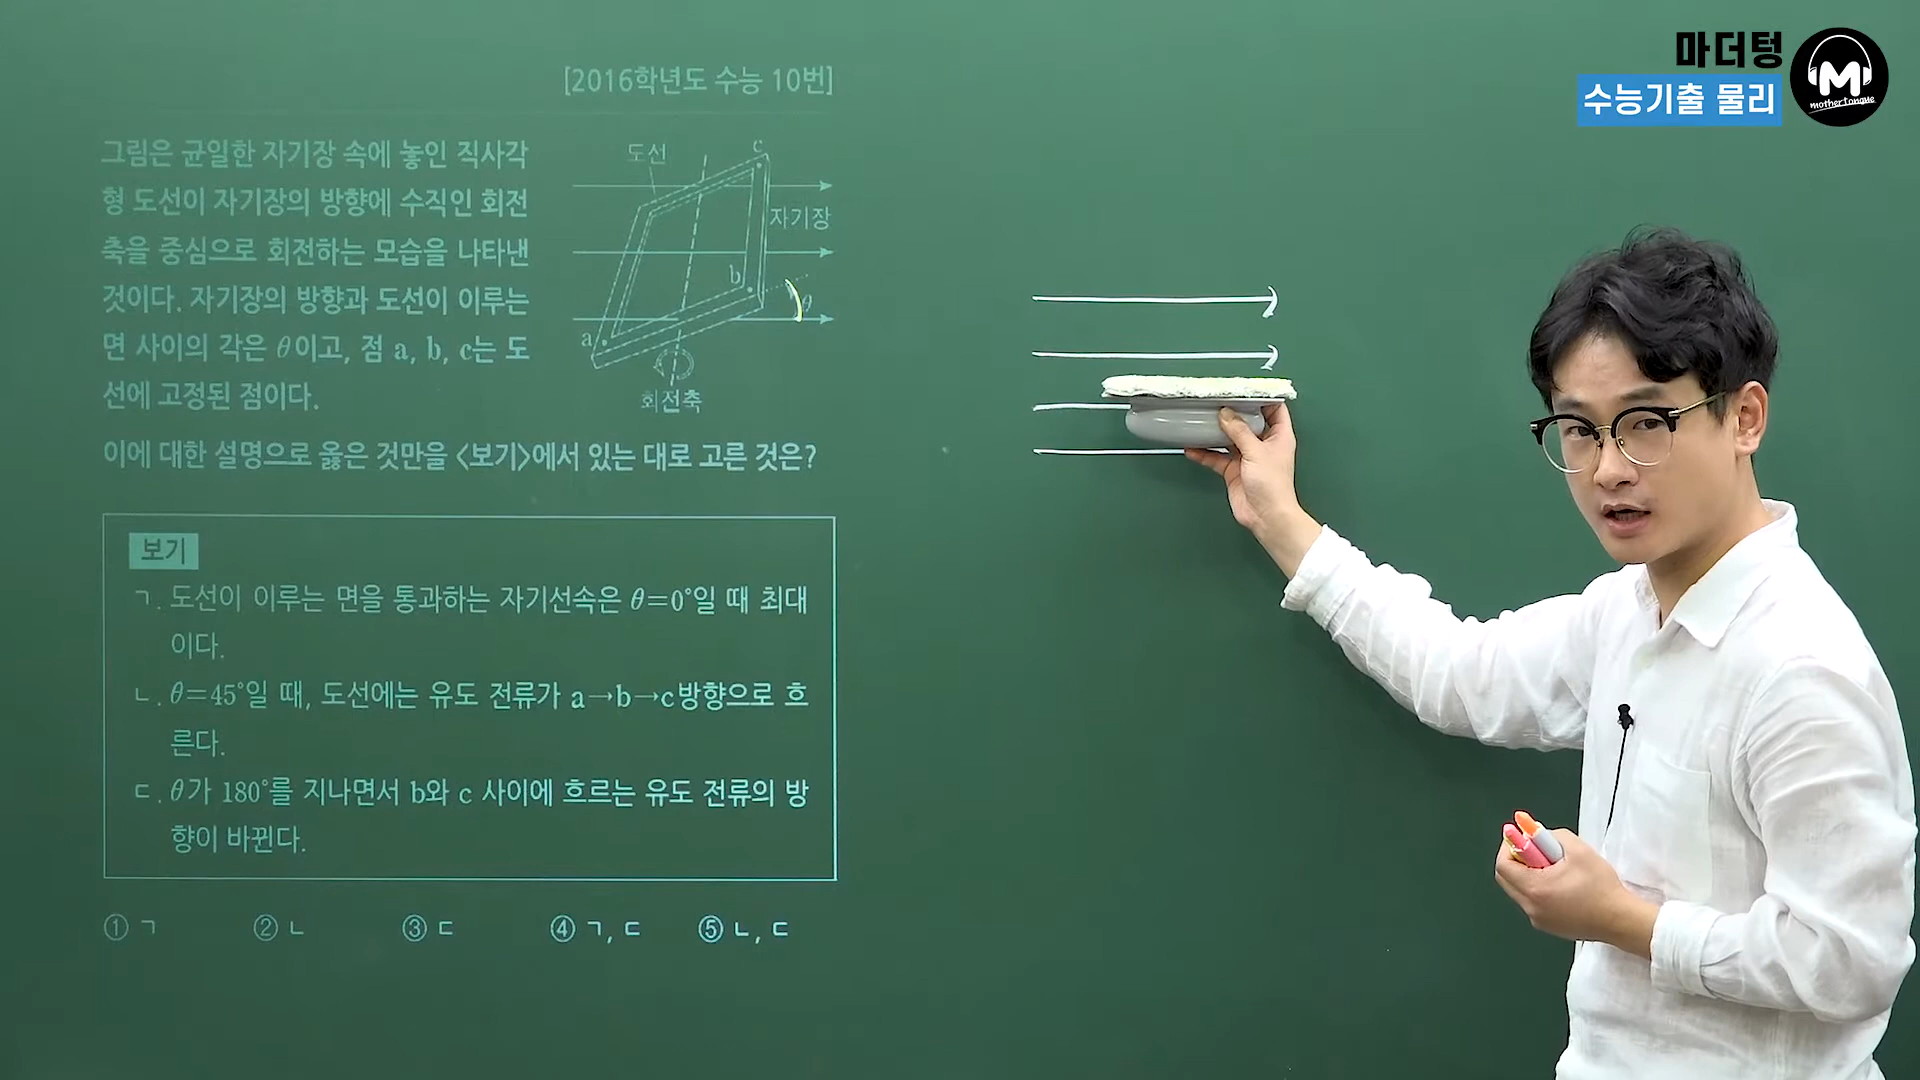 마더텅
수능기출 물리
M
mothertongue
[2016학년도 수능 10번]
그림은 균일한 자기장 속에 놓인 직사각
형 도선이 자기장의 방향에 수직인 회전
축을 중심으로 회전하는 모습을 나타낸
것이다. 자기장의 방향과 도선이 이루는
면 사이의 각은 θ이고, 점 a, b, c는 도
선에 고정된 점이다.
도선
c
자기장
b
θ
a
회전축
이에 대한 설명으로 옳은 것만을 <보기>에서 있는 대로 고른 것은?
보기
ㄱ. 도선이 이루는 면을 통과하는 자기선속은 θ=0°일 때 최대
이다.
ㄴ. θ=45°일 때, 도선에는 유도 전류가 a→b→c방향으로 흐
른다.
ㄷ. θ가 180°를 지나면서 b와 c 사이에 흐르는 유도 전류의 방
향이 바뀐다.
① ㄱ ② ㄴ ③ ㄷ ④ ㄱ, ㄷ ⑤ ㄴ, ㄷ